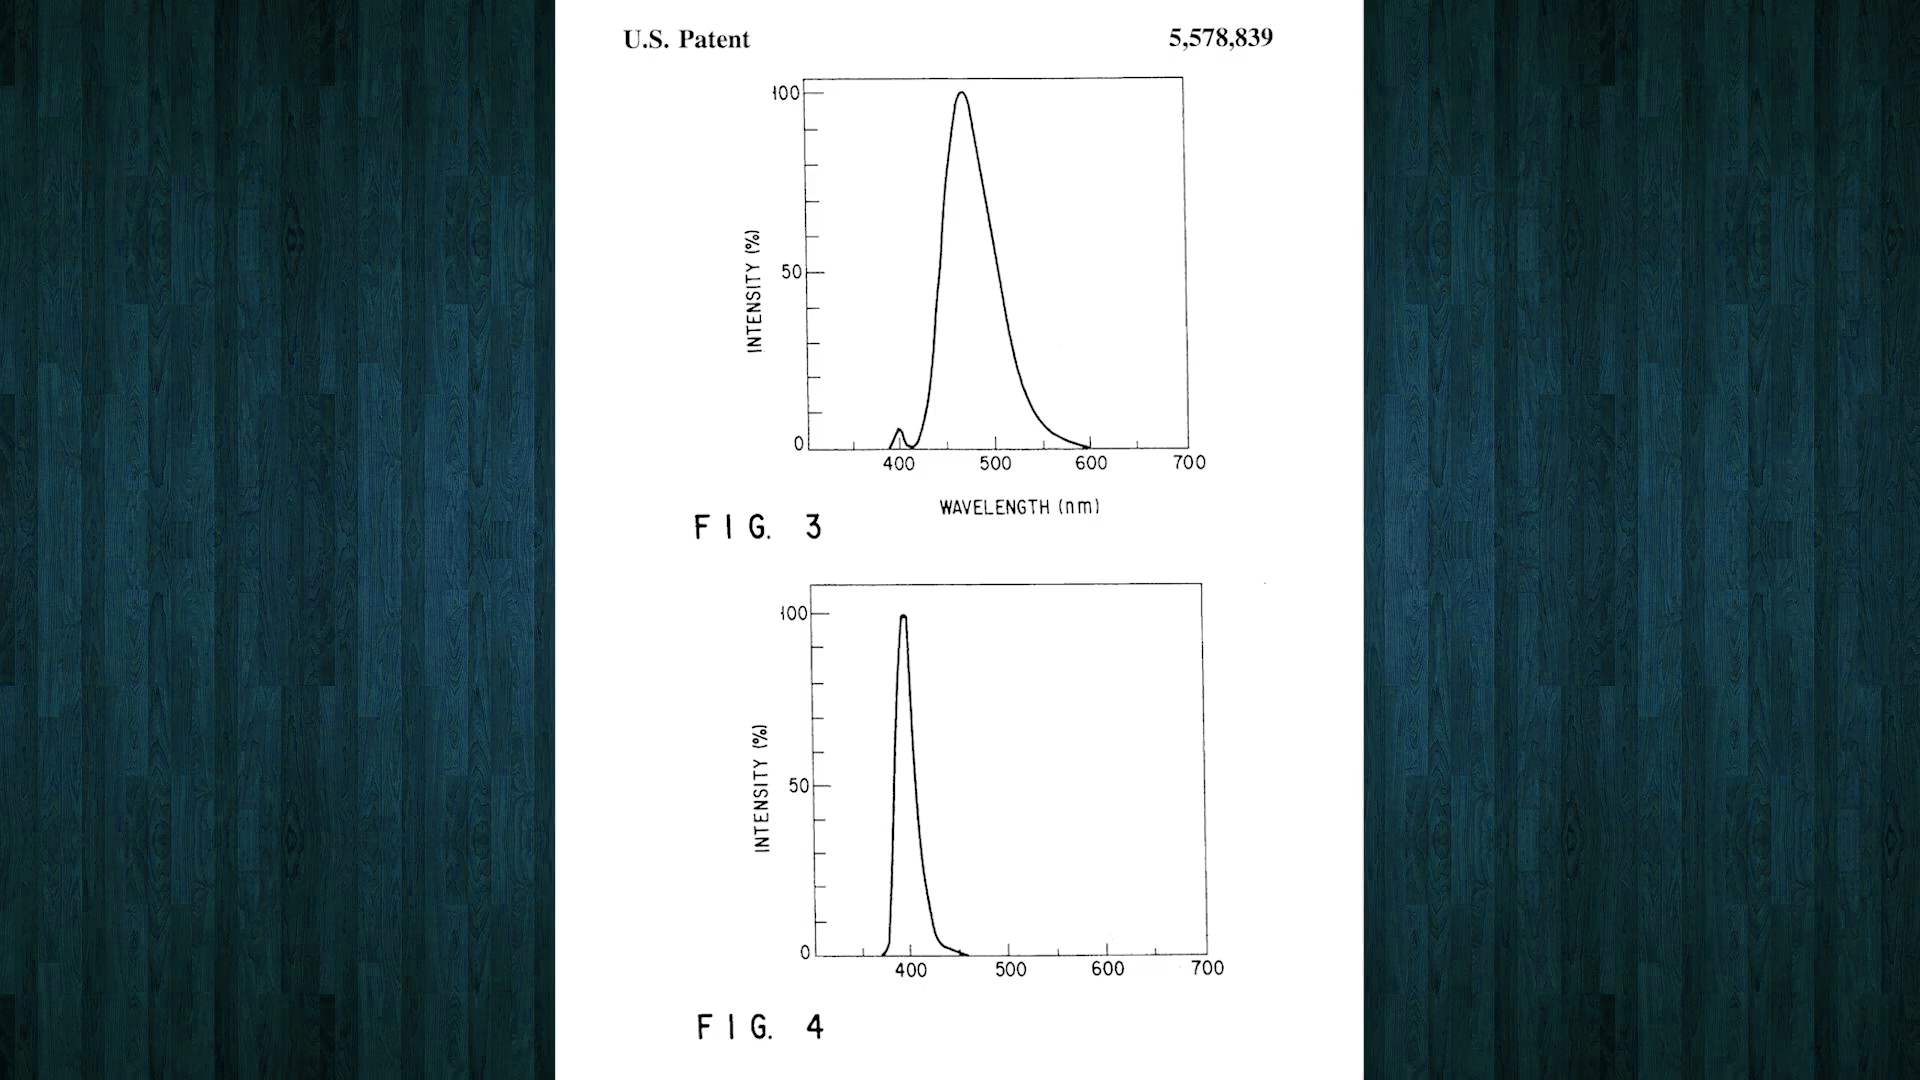 U.S. Patent 5,578,839
100
50
0
INTENSITY (%)
400 500 600 700
WAVELENGTH (nm)
FIG. 3
100
50
0
INTENSITY (%)
400 500 600 700
FIG. 4